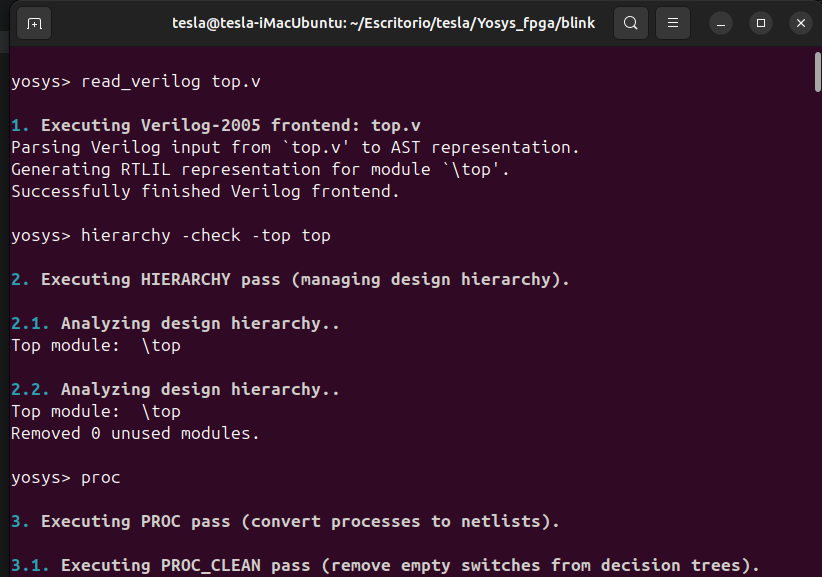 tesla@tesla-iMacUbuntu: ~/Escritorio/tesla/Yosys_fpga/blink
yosys> read_verilog top.v
1. Executing Verilog-2005 frontend: top.v
Parsing Verilog input from `top.v' to AST representation.
Generating RTLIL representation for module `\top'.
Successfully finished Verilog frontend.
yosys> hierarchy -check -top top
2. Executing HIERARCHY pass (managing design hierarchy).
2.1. Analyzing design hierarchy..
Top module:  \top
2.2. Analyzing design hierarchy..
Top module:  \top
Removed 0 unused modules.
yosys> proc
3. Executing PROC pass (convert processes to netlists).
3.1. Executing PROC_CLEAN pass (remove empty switches from decision trees).